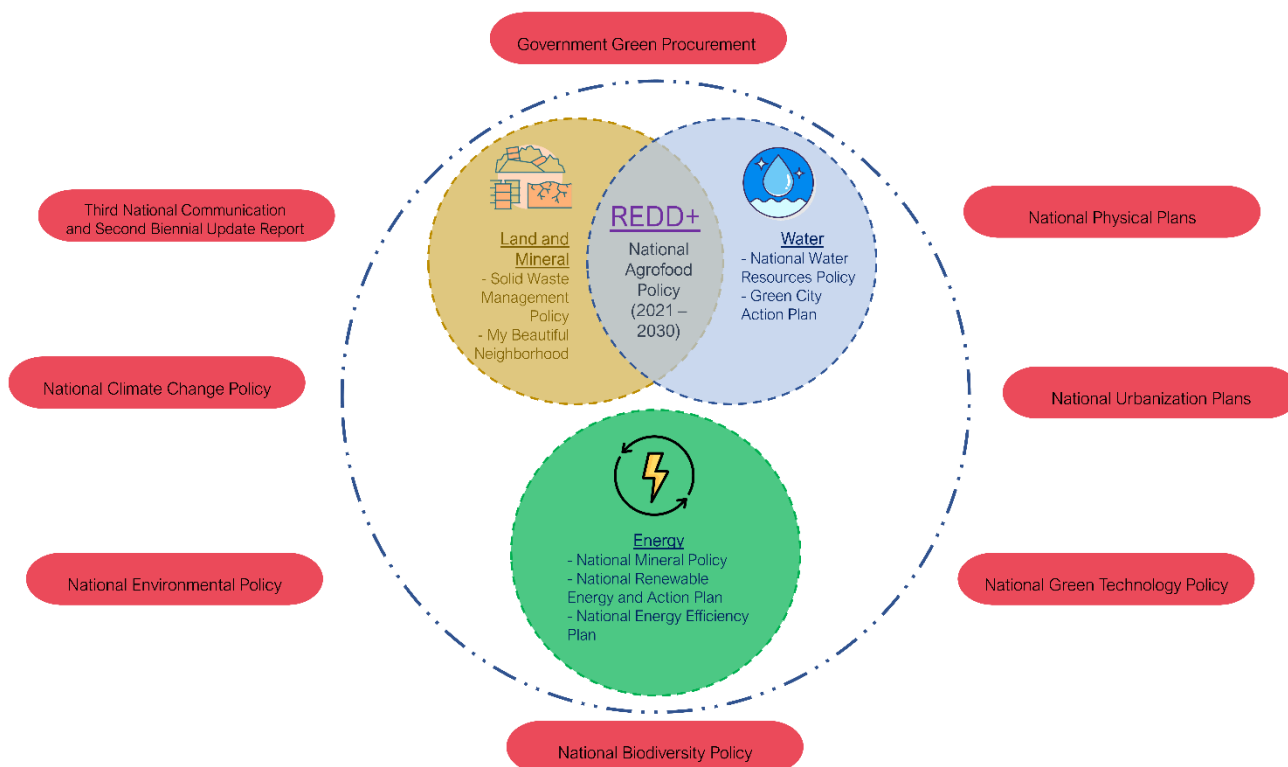 Government Green Procurement
Third National Communication
and Second Biennial Update Report
National Physical Plans
National Climate Change Policy
National Urbanization Plans
National Environmental Policy
National Green Technology Policy
National Biodiversity Policy
Land and
Mineral
- Solid Waste
Management
Policy
- My Beautiful
Neighborhood
REDD+
National
Agrofood
Policy
(2021 –
2030)
Water
- National Water
Resources Policy
- Green City
Action Plan
Energy
- National Mineral Policy
- National Renewable
Energy and Action Plan
- National Energy Efficiency
Plan